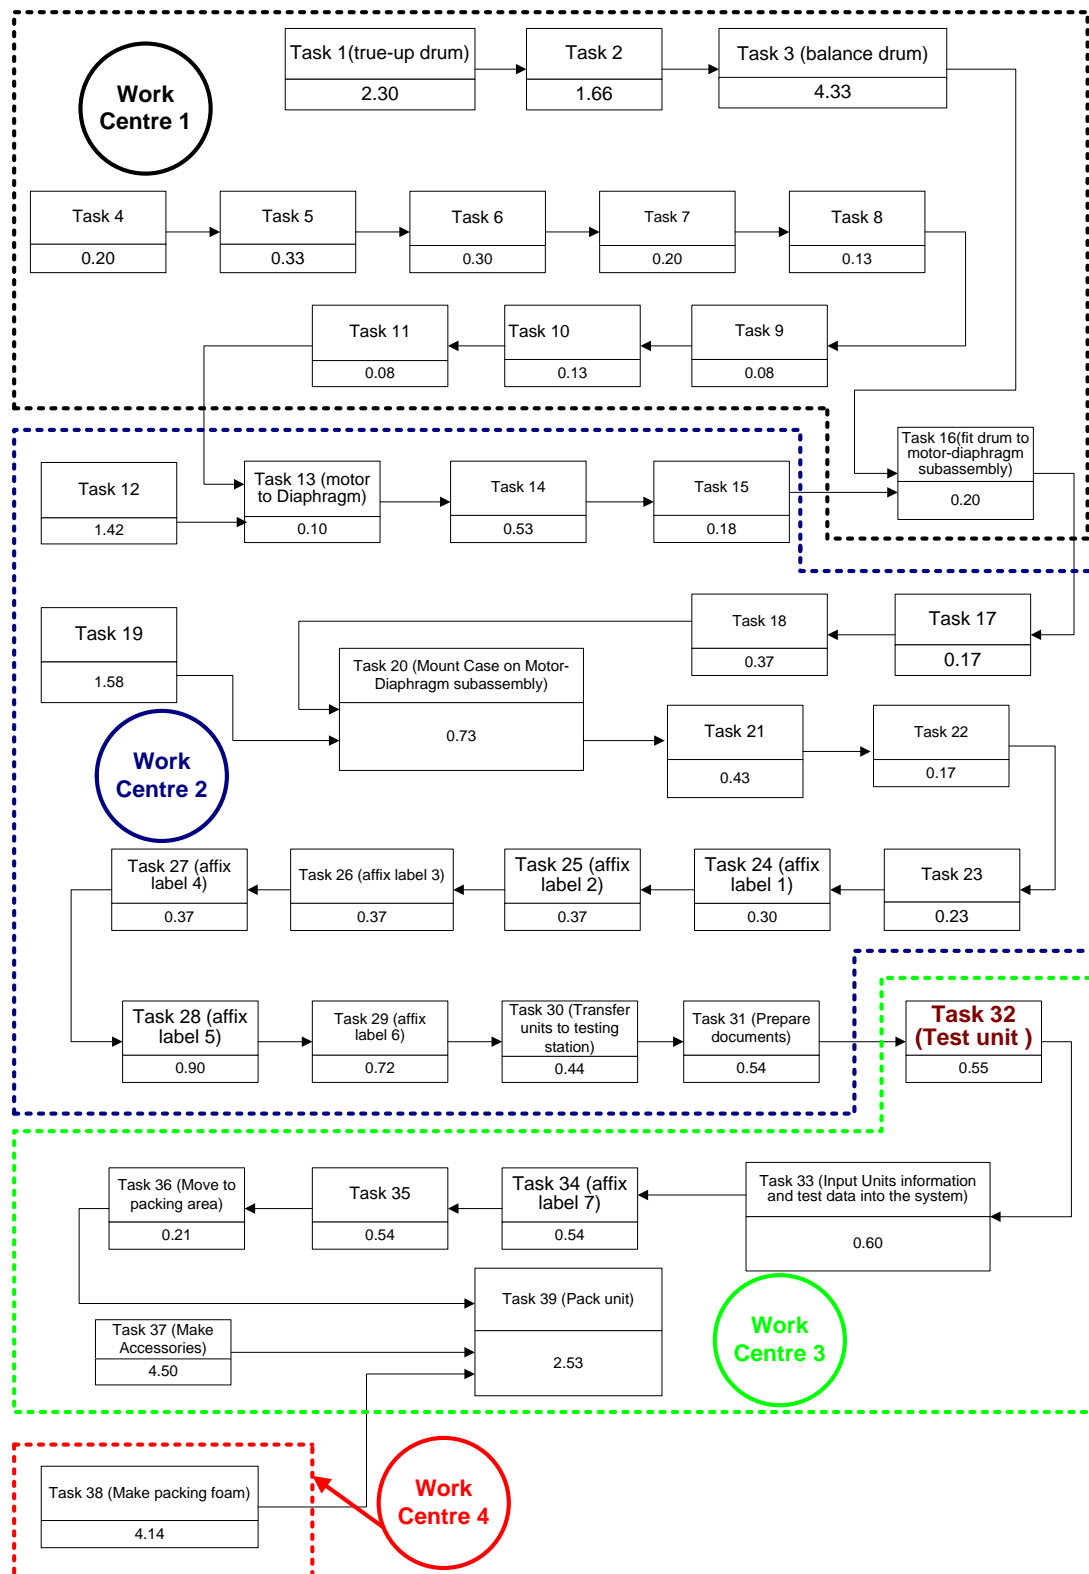 Work
Centre 1
Task 1(true-up drum)
2.30
Task 2
1.66
Task 3 (balance drum)
4.33
Task 4
0.20
Task 5
0.33
Task 6
0.30
Task 7
0.20
Task 8
0.13
Task 11
0.08
Task 10
0.13
Task 9
0.08
Task 16(fit drum to
motor-diaphragm
subassembly)
0.20
Task 12
1.42
Task 13 (motor
to Diaphragm)
0.10
Task 14
0.53
Task 15
0.18
Task 19
1.58
Task 20 (Mount Case on Motor-
Diaphragm subassembly)
0.73
Task 18
0.37
Task 17
0.17
Work
Centre 2
Task 21
0.43
Task 22
0.17
Task 27 (affix
label 4)
0.37
Task 26 (affix label 3)
0.37
Task 25 (affix
label 2)
0.37
Task 24 (affix
label 1)
0.30
Task 23
0.23
Task 28 (affix
label 5)
0.90
Task 29 (affix
label 6)
0.72
Task 30 (Transfer
units to testing
station)
0.44
Task 31 (Prepare
documents)
0.54
Task 32
(Test unit )
0.55
Task 36 (Move to
packing area)
0.21
Task 35
0.54
Task 34 (affix
label 7)
0.54
Task 33 (Input Units information
and test data into the system)
0.60
Task 37 (Make
Accessories)
4.50
Task 39 (Pack unit)
2.53
Work
Centre 3
Task 38 (Make packing foam)
4.14
Work
Centre 4